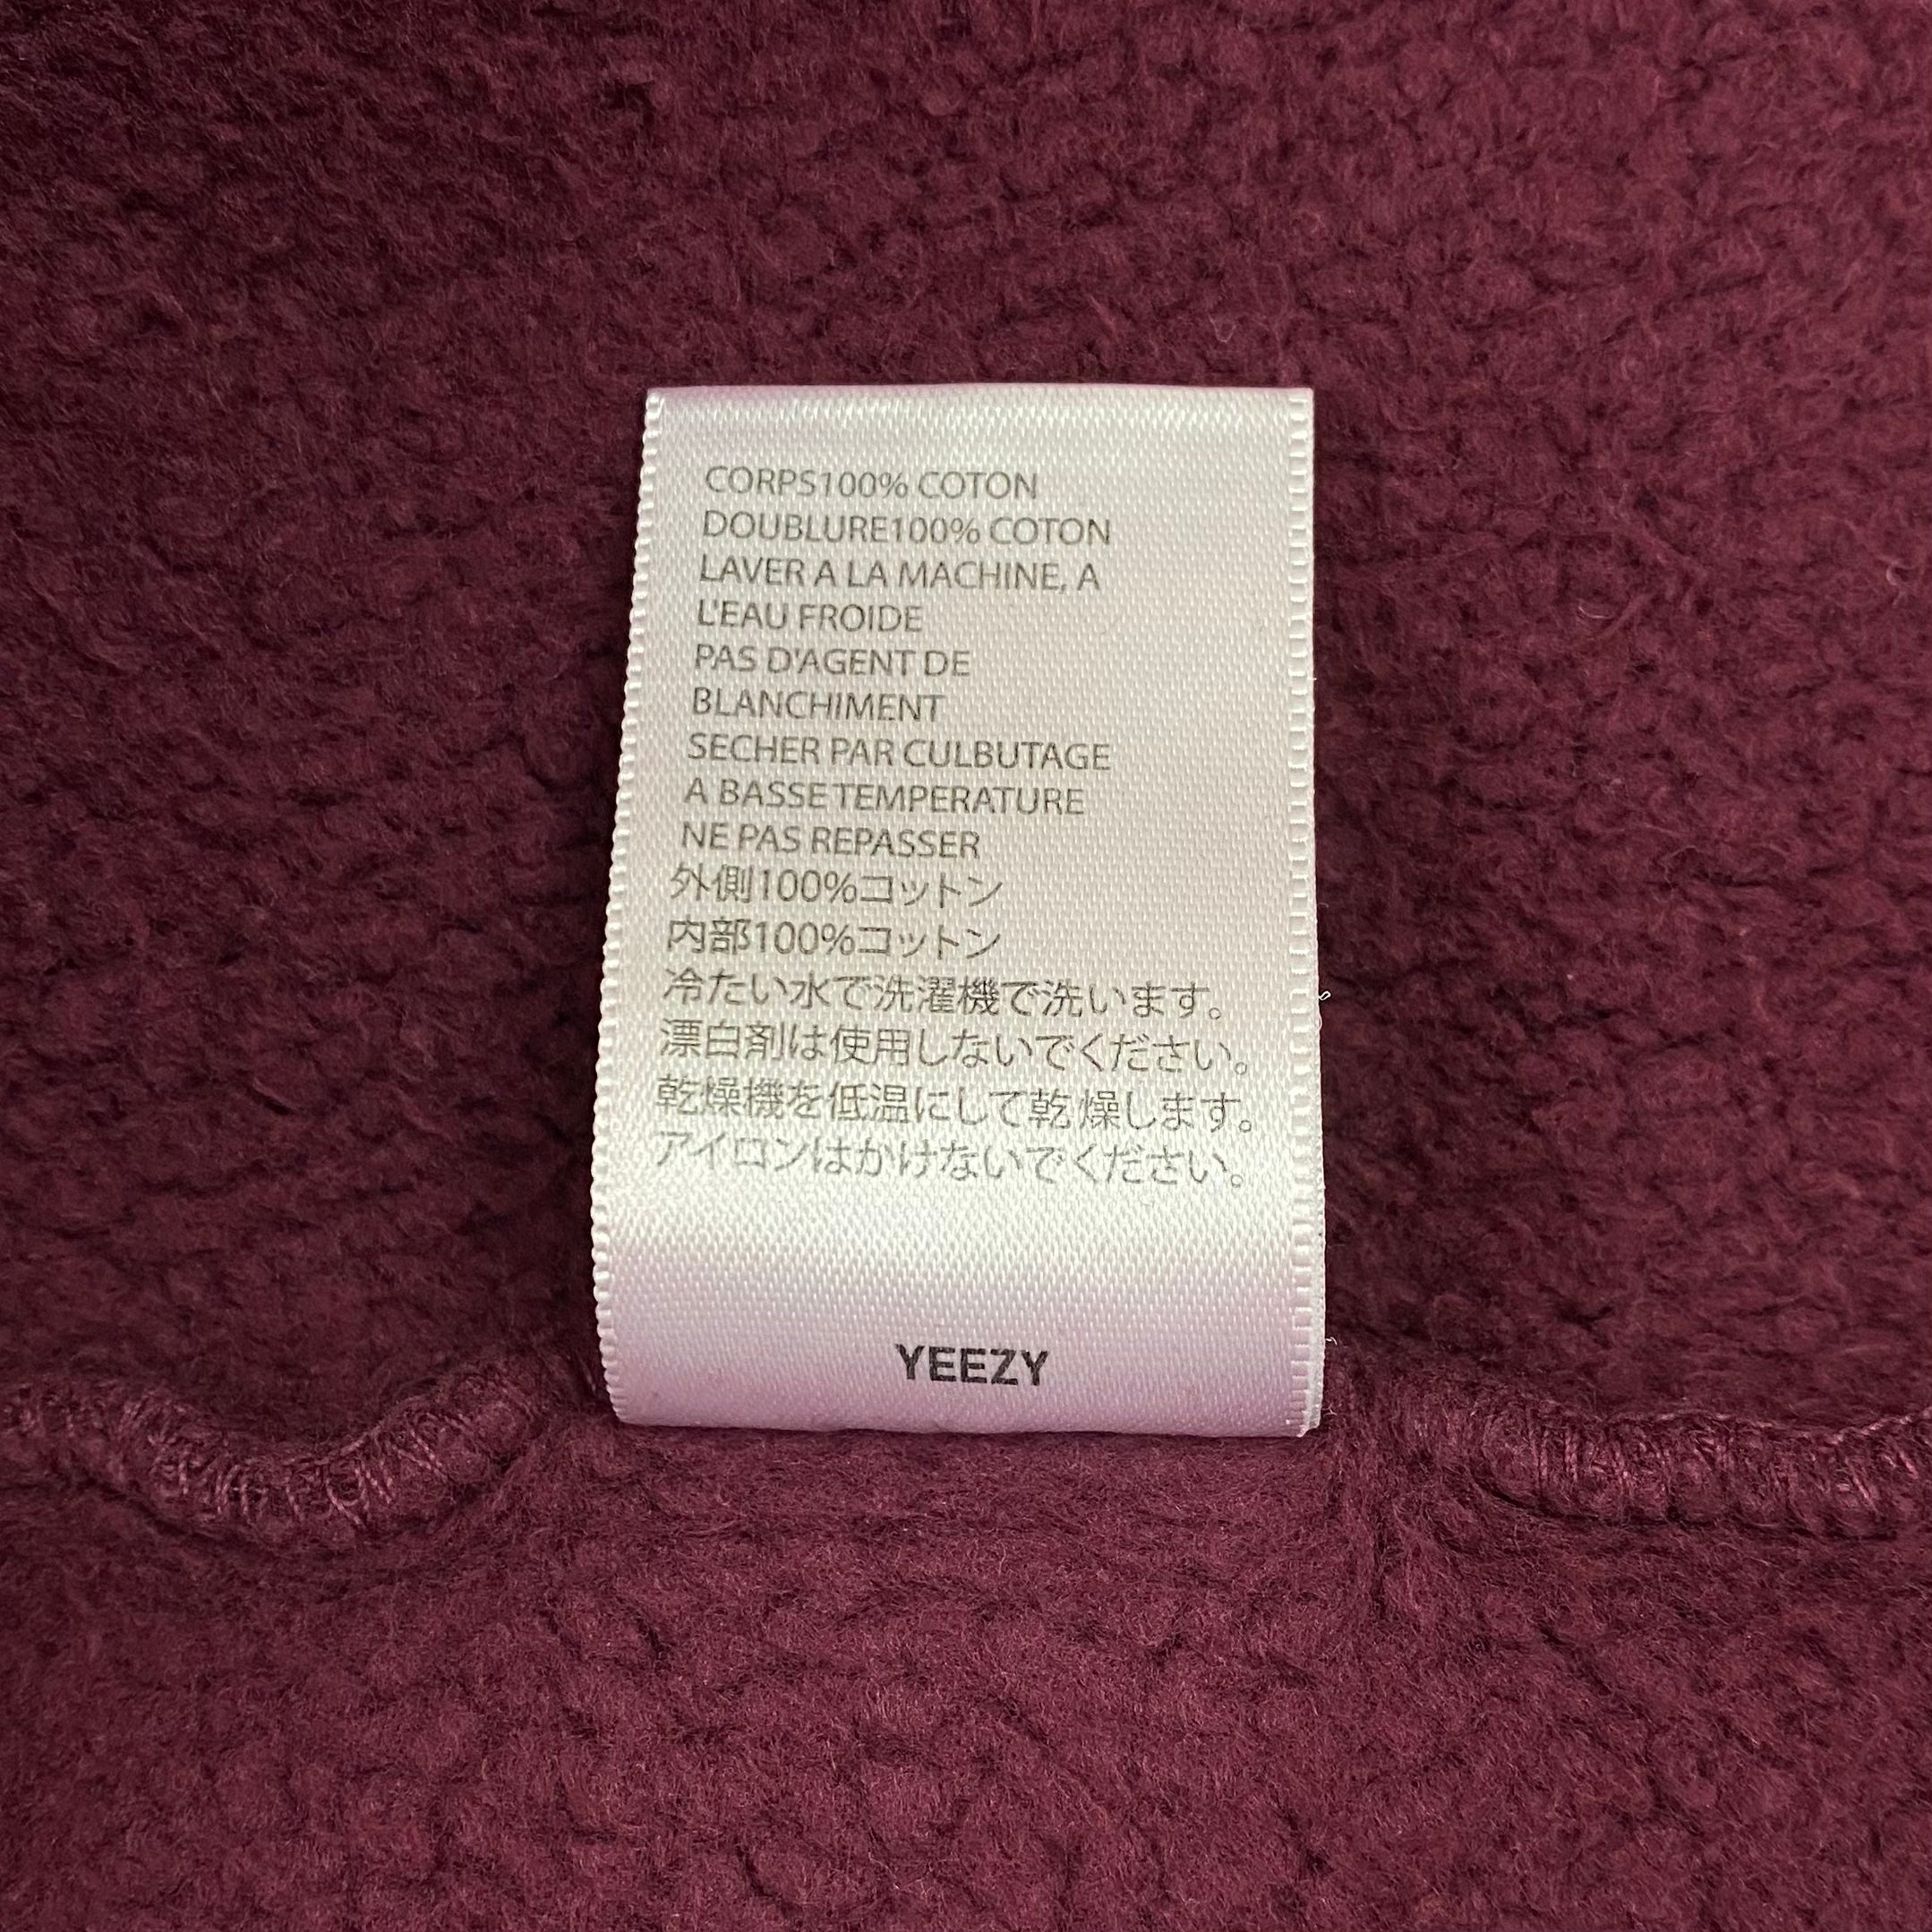 CORPS100% COTON
DOUBLURE100% COTON
LAVER A LA MACHINE, A
L'EAU FROIDE
PAS D'AGENT DE
BLANCHIMENT
SECHER PAR CULBUTAGE
A BASSE TEMPERATURE
NE PAS REPASSER
外側100%コットン
内部100%コットン
冷たい水で洗濯機で洗います。
漂白剤は使用しないでください。
乾燥機を低温にして乾 燥します。
アイロンはかけないでください。
YEEZY